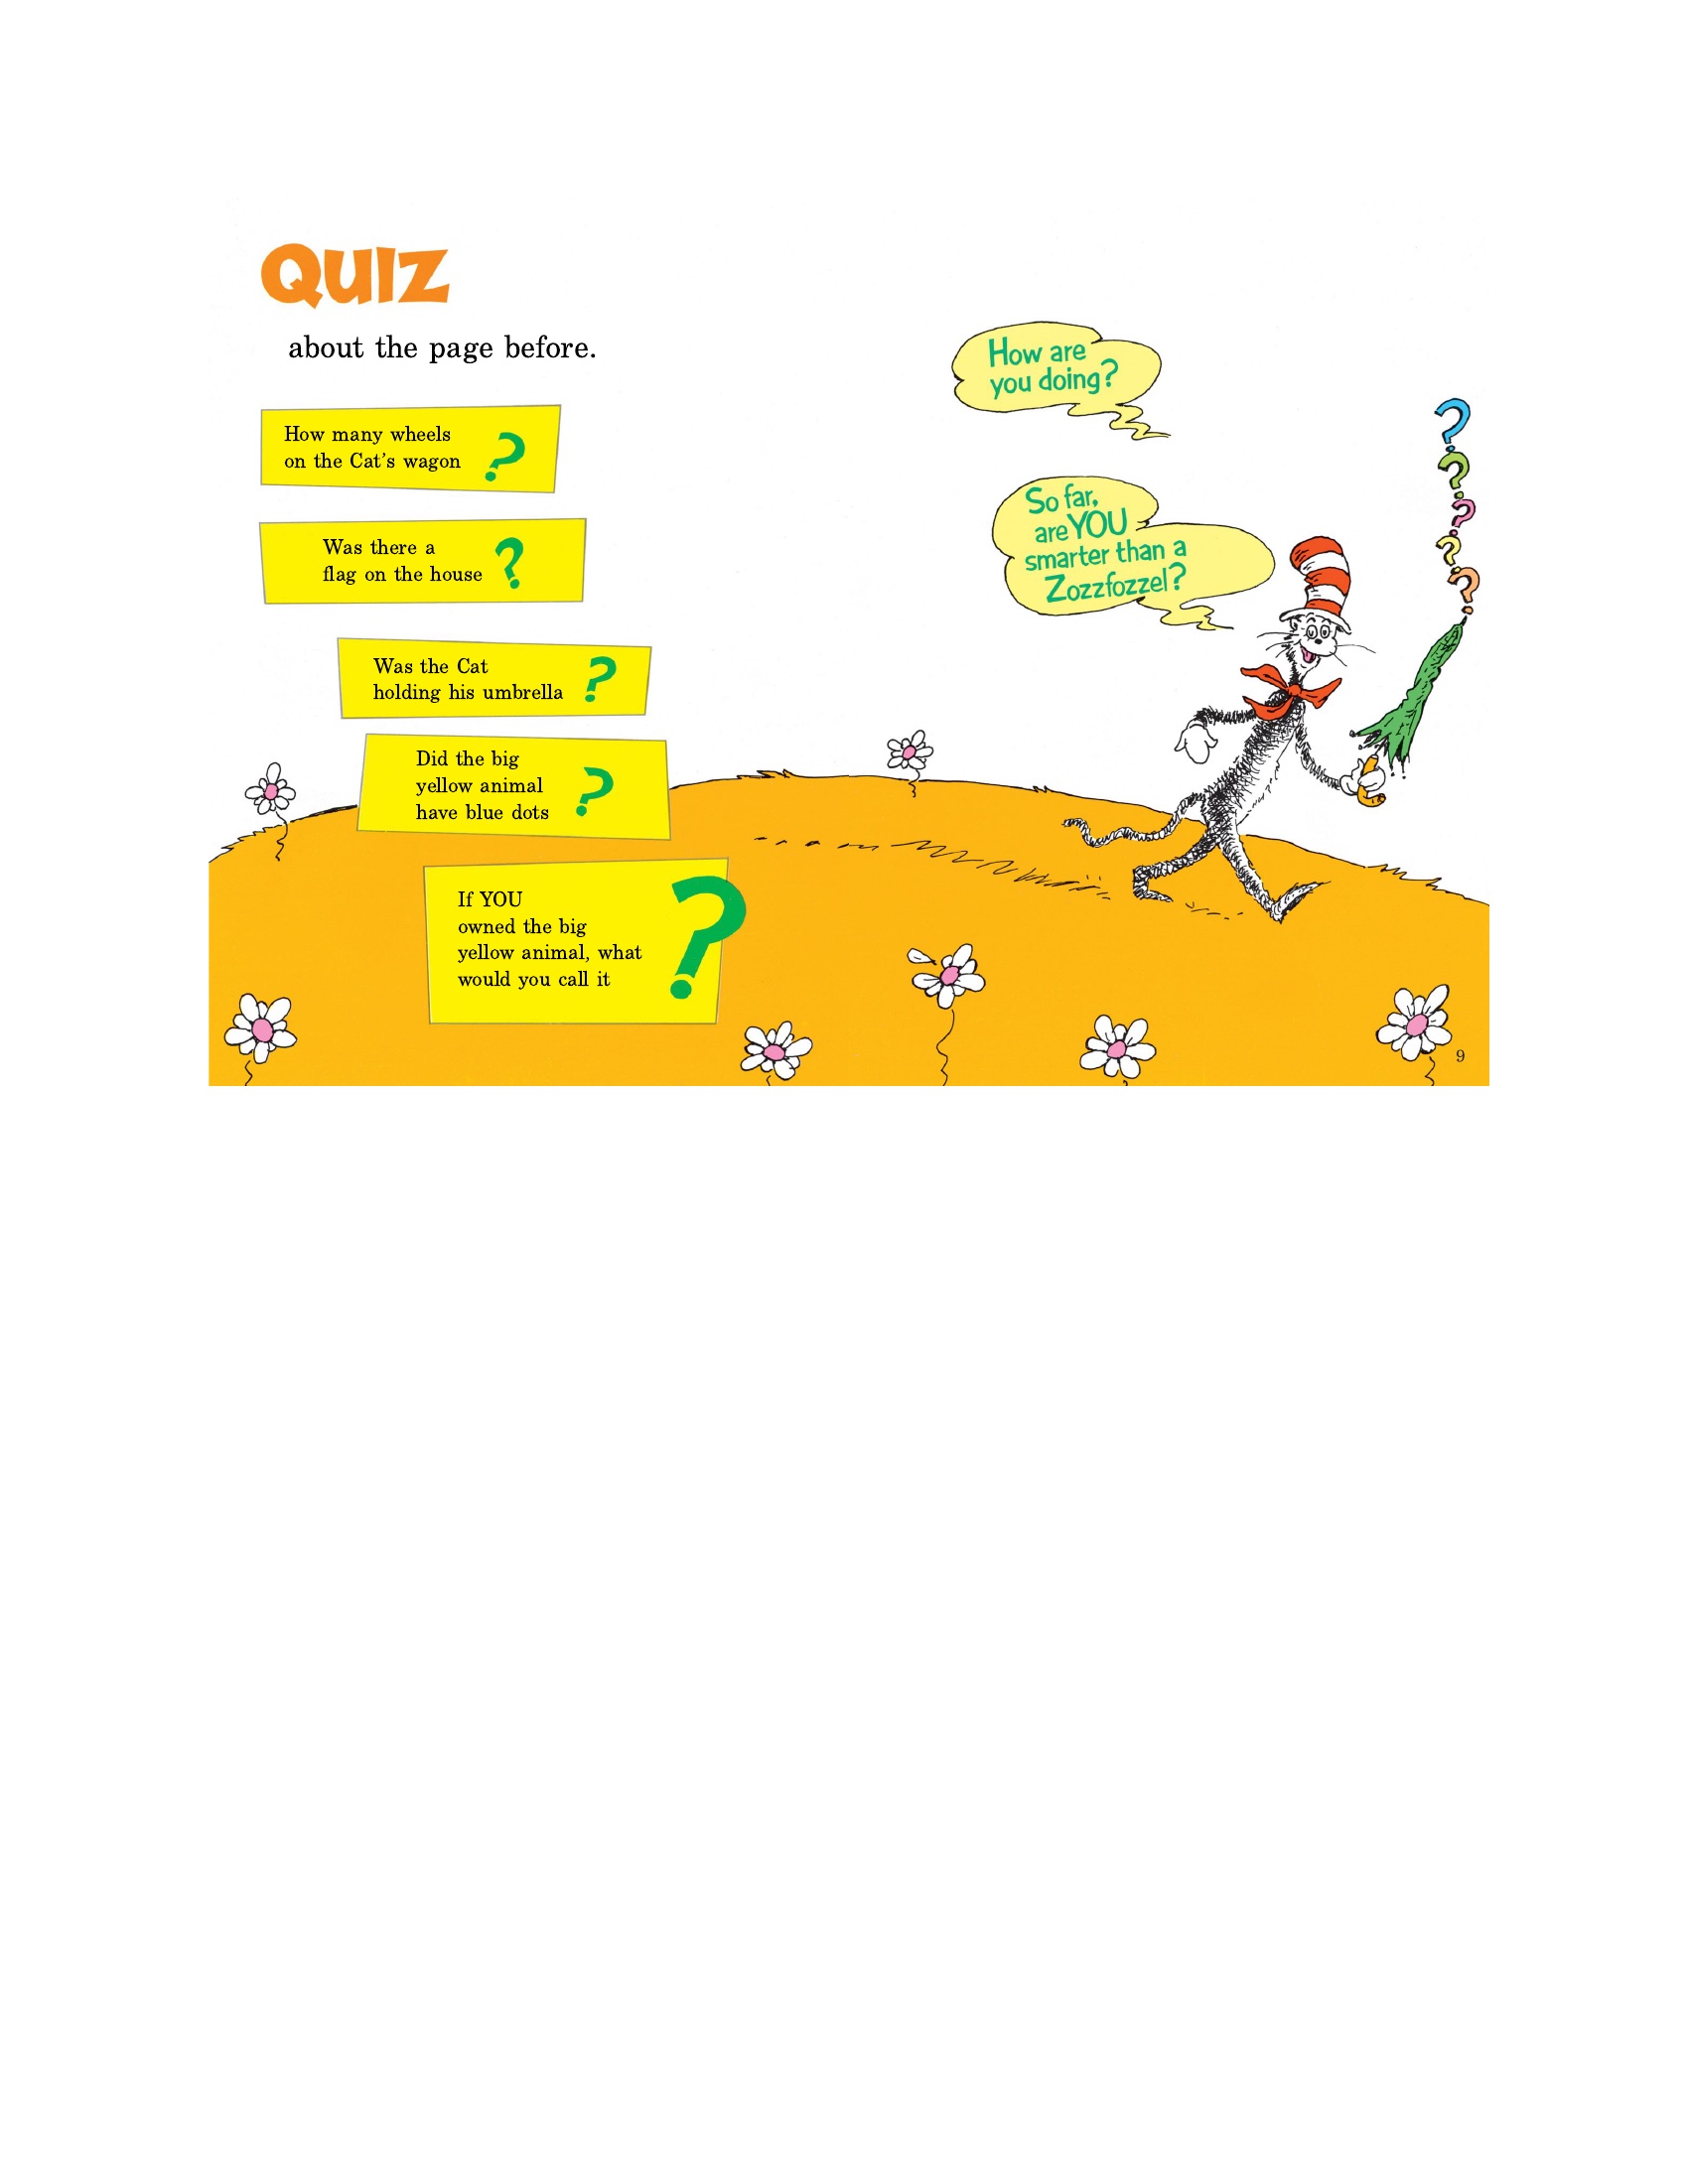 QUIZ
about the page before.
How many wheels
on the Cat's wagon ?
Was there a
flag on the house ?
Was the Cat
holding his umbrella ?
Did the big
yellow animal
have blue dots ?
If YOU
owned the big
yellow animal, what
would you call it ?
How are
you doing?
So far,
are YOU
smarter than a
Zozzfozzel?
?
?
?
?
?
9